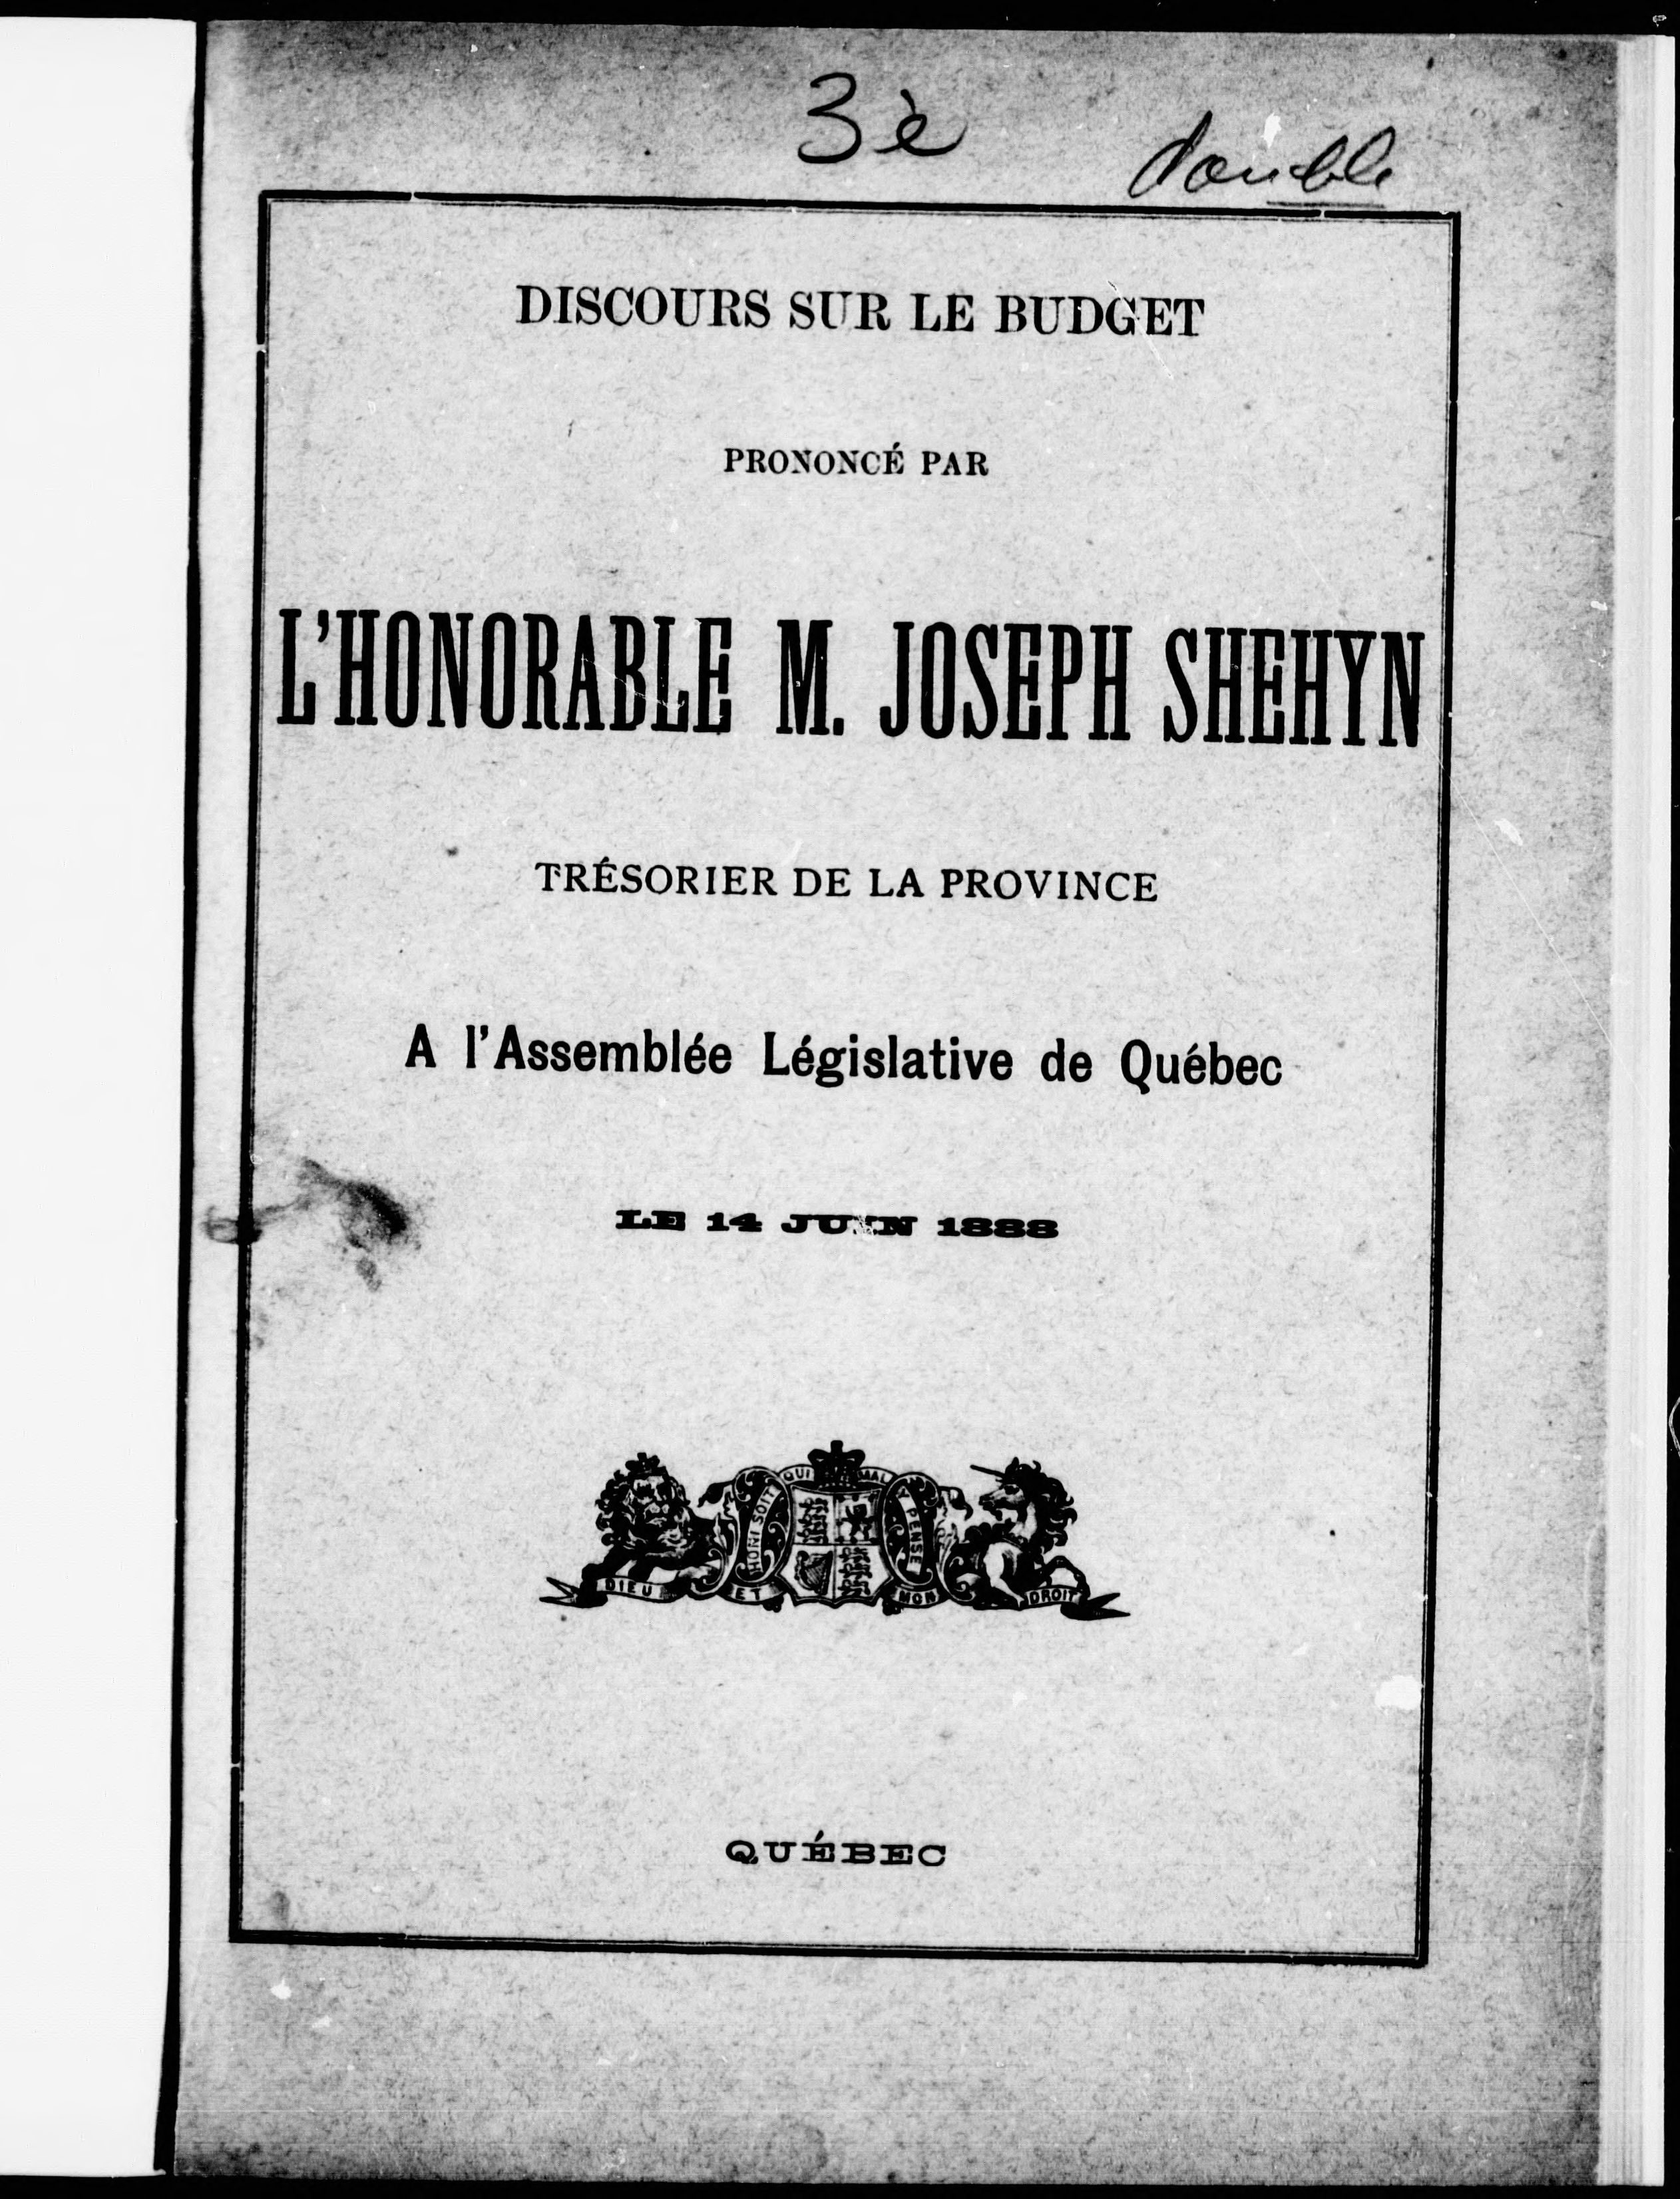 3è
double
DISCOURS SUR LE BUDGET
PRONONCÉ PAR
L'HONORABLE M. JOSEPH SHEHYN
TRÉSORIER DE LA PROVINCE
A l'Assemblée Législative de Québec
LE 14 JUIN 1888
HONI SOIT QUI MAL Y PENSE
DIEU ET MON DROIT
QUÉBEC